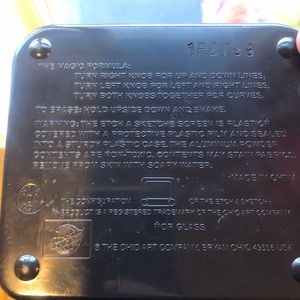 THE MAGIC FORMULA:
TURN RIGHT KNOB FOR UP AND DOWN LINES,
TURN LEFT KNOB FOR LEFT AND RIGHT LINES,
TURN BOTH KNOBS TOGETHER FOR CURVES.
TO ERASE: HOLD UPSIDE DOWN AND SHAKE.
WARNING: THE ETCH A SKETCH® SCREEN IS PLASTIC
COVERED WITH A PROTECTIVE PLASTIC FILM AND SEALED
INTO A STURDY PLASTIC CASE. THE ALUMINUM POWDER
CONTENTS ARE NON-TOXIC. CONTENTS MAY STAIN FABRIC.
REMOVE FROM SKIN WITH SOAPY WATER.
MADE IN CHINA
THE CONFIGURATION OF THE ETCH A SKETCH®
PRODUCT IS A REGISTERED TRADEMARK OF THE OHIO ART COMPANY
© THE OHIO ART COMPANY, BRYAN OHIO 43506 USA